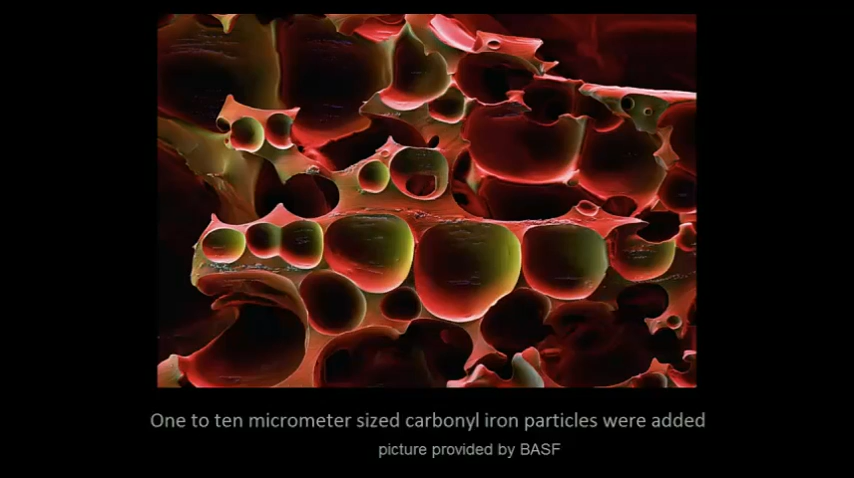 One to ten micrometer sized carbonyl iron particles were added
picture provided by BASF